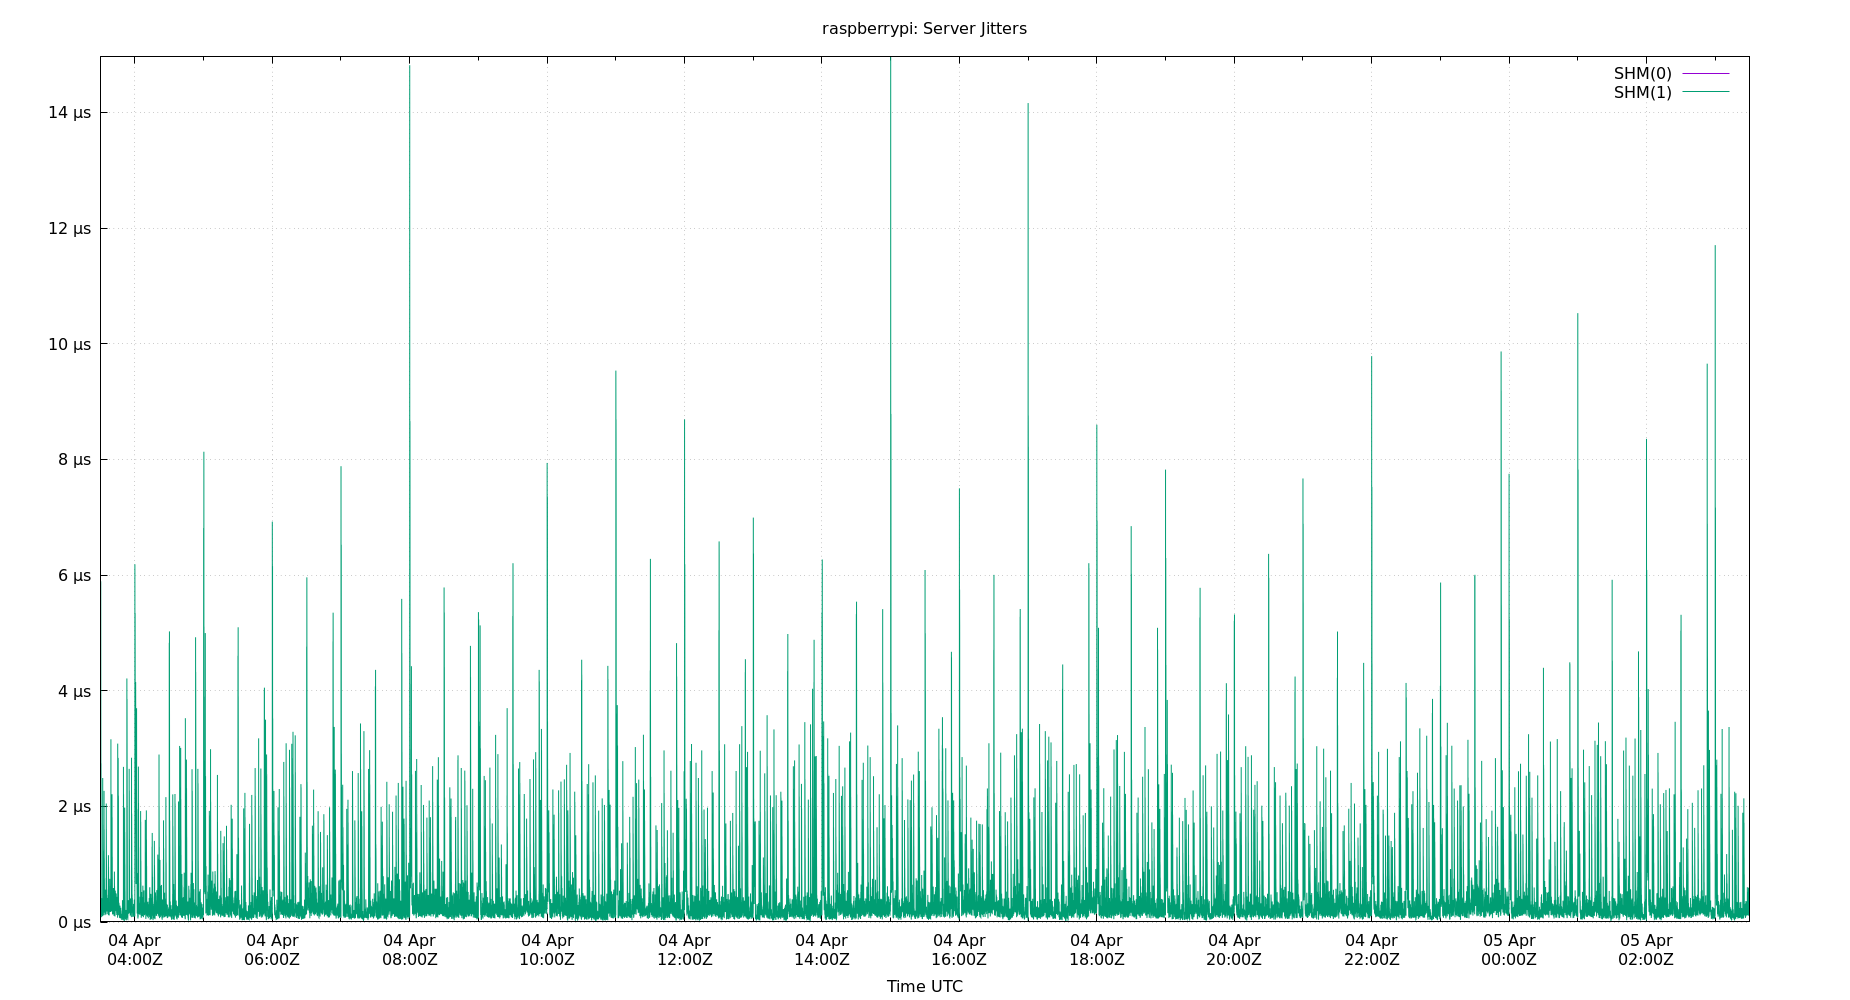 raspberrypi: Server Jitters
SHM(0)
SHM(1)
14 µs
12 µs
10 µs
8 µs
6 µs
4 µs
2 µs
0 µs
04 Apr 04 Apr 04 Apr 04 Apr 04 Apr 04 Apr 04 Apr 04 Apr 04 Apr 04 Apr 05 Apr 05 Apr
04:00Z 06:00Z 08:00Z 10:00Z 12:00Z 14:00Z 16:00Z 18:00Z 20:00Z 22:00Z 00:00Z 02:00Z
Time UTC